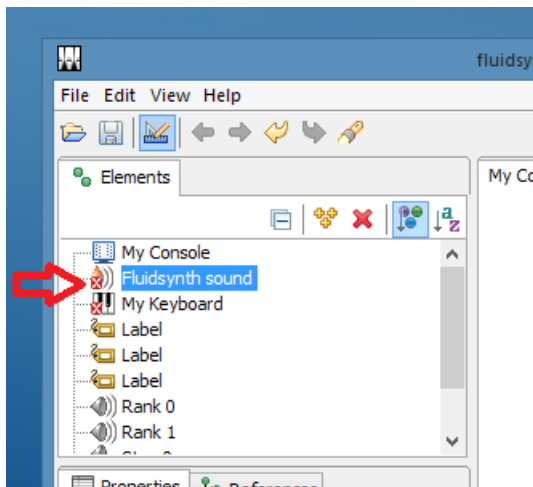 fluidsy
File Edit View Help
Elements
My Co
a
z
My Console
Fluidsynth sound
My Keyboard
Label
Label
Label
Rank 0
Rank 1
Properties References